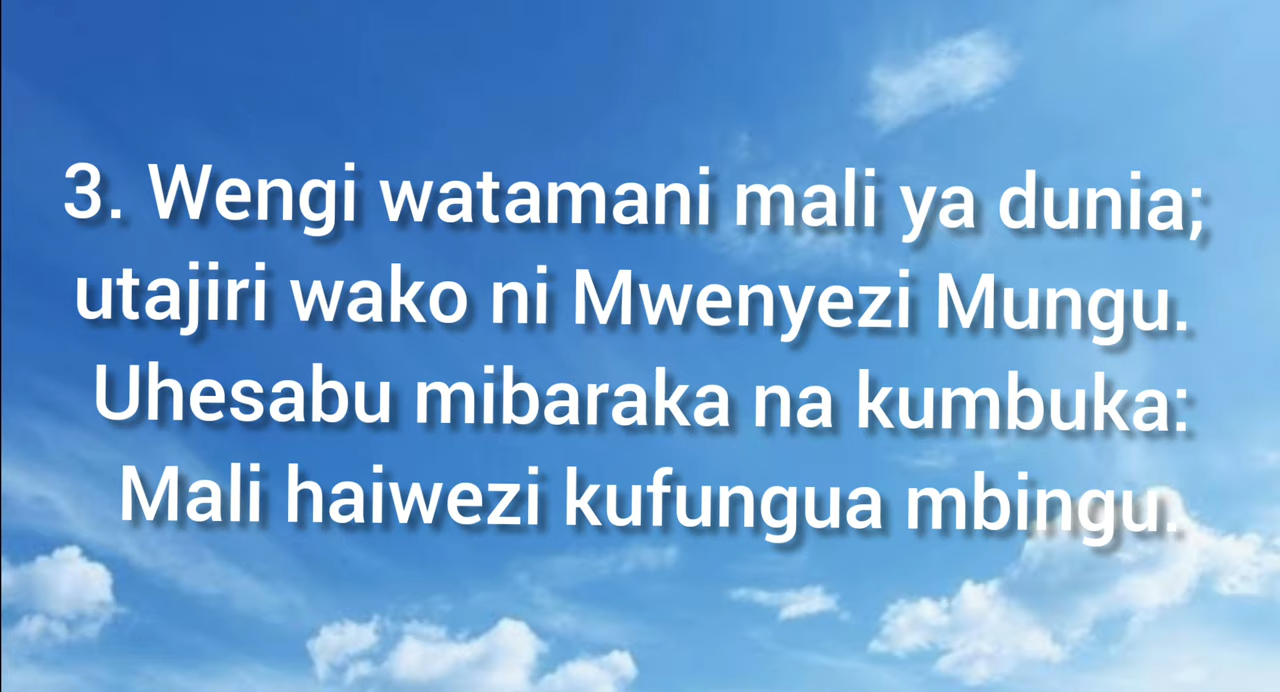 3. Wengi watamani mali ya dunia;
utajiri wako ni Mwenyezi Mungu.
Uhesabu mibaraka na kumbuka:
Mali haiwezi kufungua mbingu.